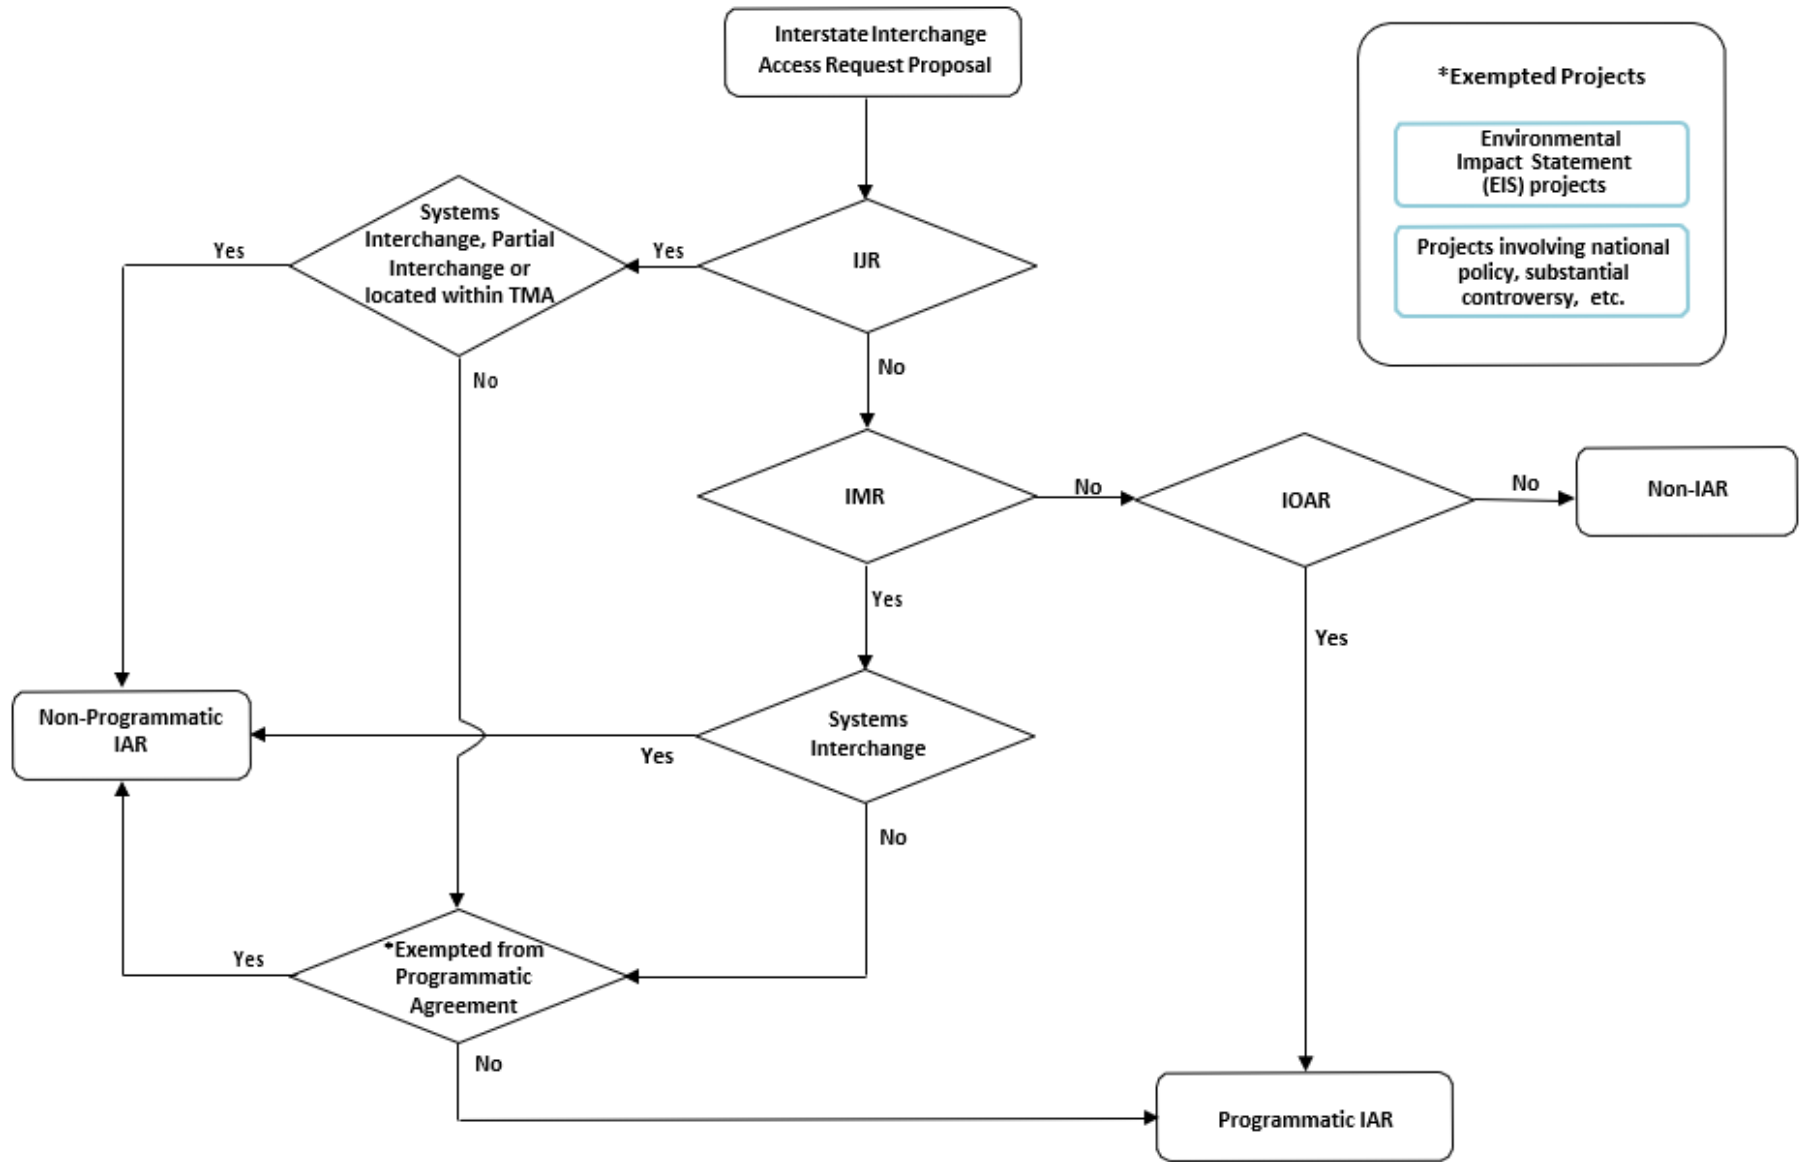 Interstate Interchange
Access Request Proposal
*Exempted Projects
Environmental
Impact Statement
(EIS) projects
Projects involving national
policy, substantial
controversy, etc.
Systems
Interchange, Partial
Interchange or
located within TMA
Yes
Yes
IJR
No
No
IMR
No
IOAR
No
Non-IAR
Yes
Yes
Non-Programmatic
IAR
Systems
Interchange
Yes
No
*Exempted from
Programmatic
Agreement
Yes
No
Programmatic IAR